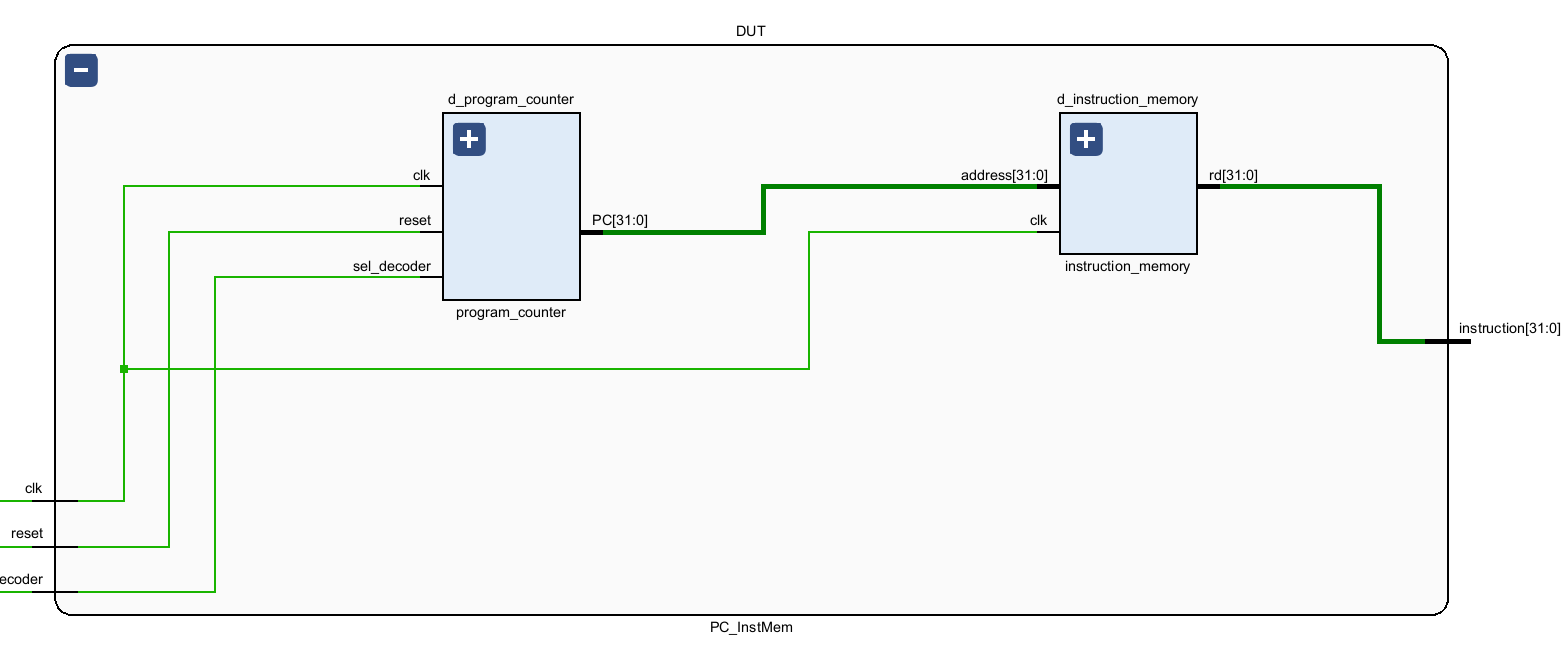 DUT
d_program_counter
d_instruction_memory
clk
address[31:0]
rd[31:0]
reset
PC[31:0]
clk
sel_decoder
instruction_memory
program_counter
instruction[31:0]
clk
reset
ecoder
PC_InstMem